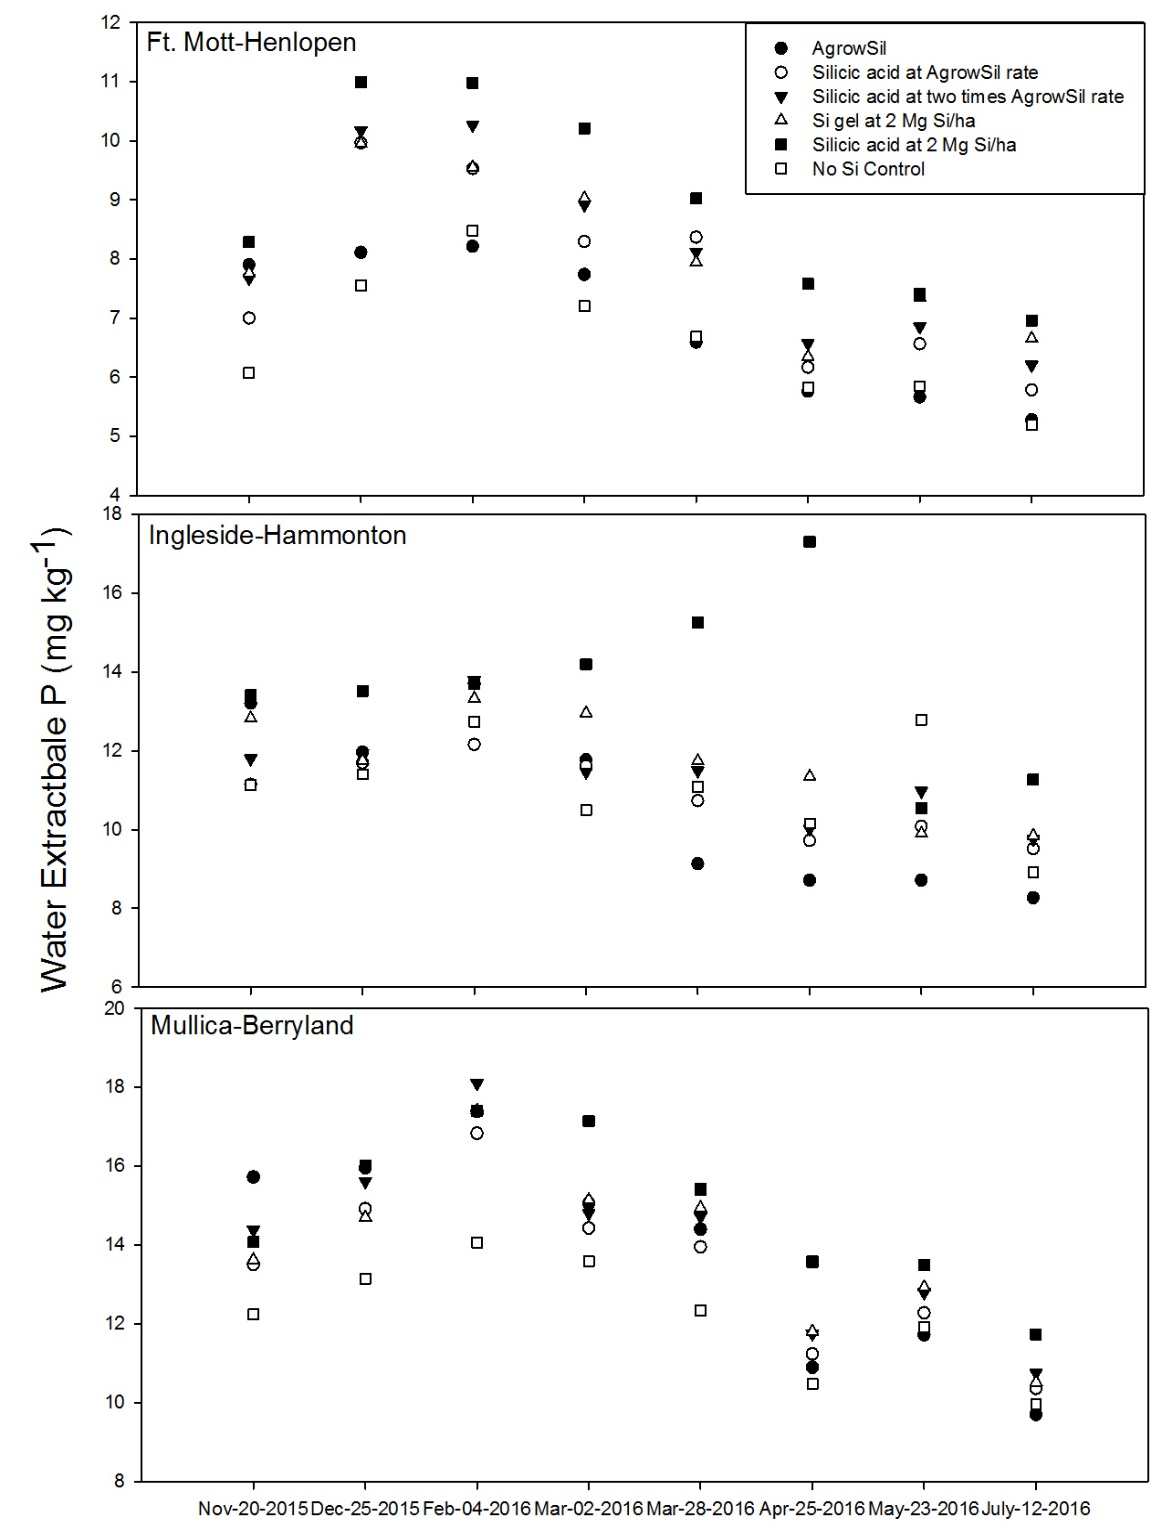 12
Ft. Mott-Henlopen
AgrowSil
Silicic acid at AgrowSil rate
Silicic acid at two times AgrowSil rate
Si gel at 2 Mg Si/ha
Silicic acid at 2 Mg Si/ha
No Si Control
11
10
9
8
7
6
5
4
Water Extractbale P (mg kg-1)
18
Ingleside-Hammonton
16
14
12
10
8
6
20
Mullica-Berryland
18
16
14
12
10
8
Nov-20-2015 Dec-25-2015 Feb-04-2016 Mar-02-2016 Mar-28-2016 Apr-25-2016 May-23-2016 July-12-2016